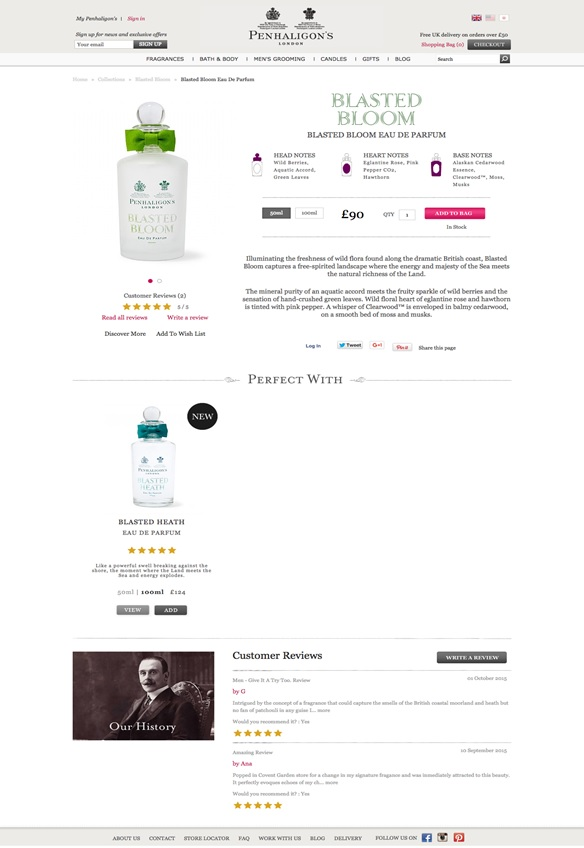 My Penhaligon's | Sign in
Sign up for news and exclusive offers
Your email SIGN UP
PENHALIGON'S
LONDON
Free UK delivery on orders over £50
Shopping Bag (0) CHECKOUT
FRAGRANCES | BATH & BODY | MEN'S GROOMING | CANDLES | GIFTS | BLOG
Search
Home » Collections » Blasted Bloom » Blasted Bloom Eau De Parfum
PENHALIGON'S
LONDON
BLASTED
BLOOM
EAU DE PARFUM
BLASTED
BLOOM
BLASTED BLOOM EAU DE PARFUM
HEAD NOTES
Wild Berries,
Aquatic Accord,
Green Leaves
HEART NOTES
Eglantine Rose, Pink
Pepper CO2,
Hawthorn
BASE NOTES
Alaskan Cedarwood
Essence,
Clearwood™, Moss,
Musks
50ml 100ml £90 QTY 1 ADD TO BAG
In Stock
Illuminating the freshness of wild flora found along the dramatic British coast, Blasted
Bloom captures a free-spirited landscape where the energy and majesty of the Sea meets
the natural richness of the Land.
The mineral purity of an aquatic accord meets the fruity sparkle of wild berries and the
sensation of hand-crushed green leaves. Wild floral heart of eglantine rose and hawthorn
is tinted with pink pepper. A whisper of Clearwood™ is enveloped in balmy cedarwood,
on a smooth bed of moss and musks.
Customer Reviews (2)
5 / 5
Read all reviews Write a review
Discover More Add To Wish List
Log In Tweet G+1 Pin it Share this page
PERFECT WITH
NEW
PENHALIGON'S
LONDON
BLASTED
HEATH
BLASTED HEATH
EAU DE PARFUM
Like a powerful swell breaking against the
shore, the moment where the Land meets the
Sea and energy explodes.
50ml | 100ml £124
VIEW ADD
Our History
Customer Reviews
WRITE A REVIEW
Men - Give It A Try Too. Review
01 October 2015
by G
Intrigued by the concept of a fragrance that could capture the smells of the British coastal moorland and heath but
no fan of patchouli in any guise I... more
Would you recommend it? : Yes
Amazing Review
10 September 2015
by Ana
Popped in Covent Garden store for a change in my signature fragance and was immediately attracted to this beauty.
It perfectly evoques echoes of my ch... more
Would you recommend it? : Yes
ABOUT US CONTACT STORE LOCATOR FAQ WORK WITH US BLOG DELIVERY FOLLOW US ON